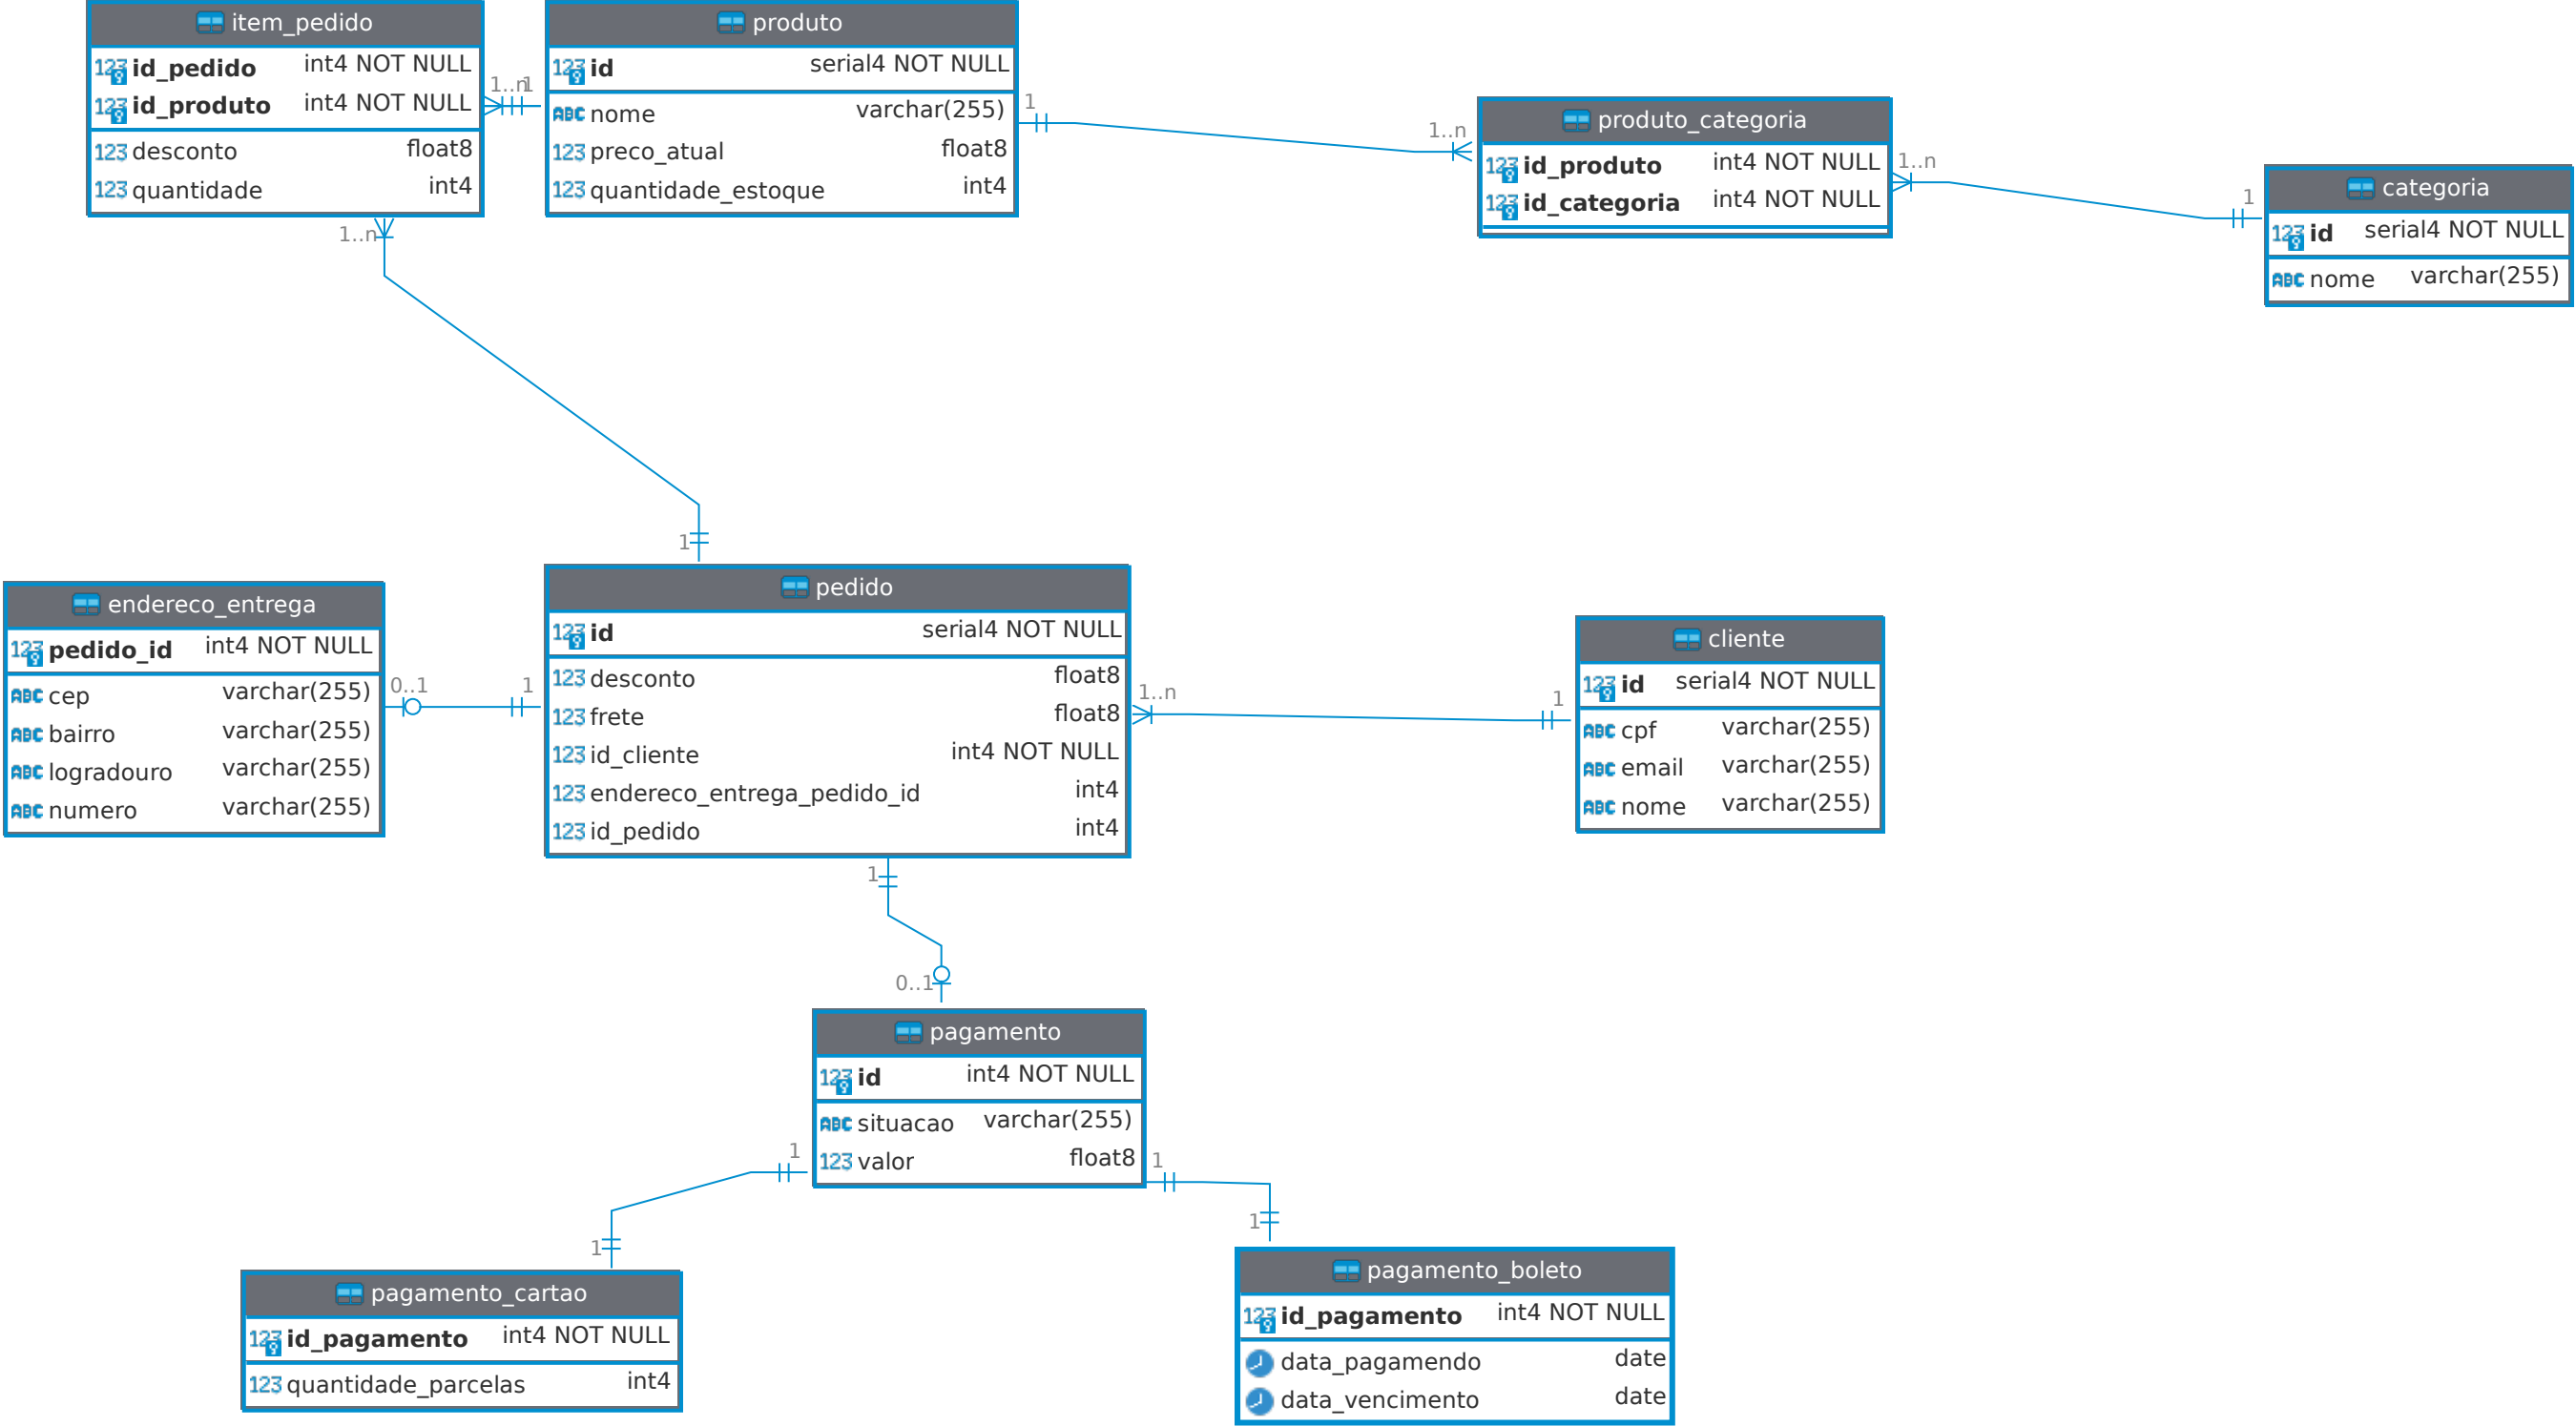 item_pedido
id_pedido int4 NOT NULL
id_produto int4 NOT NULL
desconto float8
quantidade int4
1..n
1
produto
id serial4 NOT NULL
nome varchar(255)
preco_atual float8
quantidade_estoque int4
1
1..n
produto_categoria
id_produto int4 NOT NULL
id_categoria int4 NOT NULL
1..n
1
categoria
id serial4 NOT NULL
nome varchar(255)
1..n
1
endereco_entrega
pedido_id int4 NOT NULL
cep varchar(255)
bairro varchar(255)
logradouro varchar(255)
numero varchar(255)
0..1
1
pedido
id serial4 NOT NULL
desconto float8
frete float8
id_cliente int4 NOT NULL
endereco_entrega_pedido_id int4
id_pedido int4
1..n
1
cliente
id serial4 NOT NULL
cpf varchar(255)
email varchar(255)
nome varchar(255)
1
0..1
pagamento
id int4 NOT NULL
situacao varchar(255)
valor float8
1
1
1
1
pagamento_cartao
id_pagamento int4 NOT NULL
quantidade_parcelas int4
pagamento_boleto
id_pagamento int4 NOT NULL
data_pagamendo date
data_vencimento date